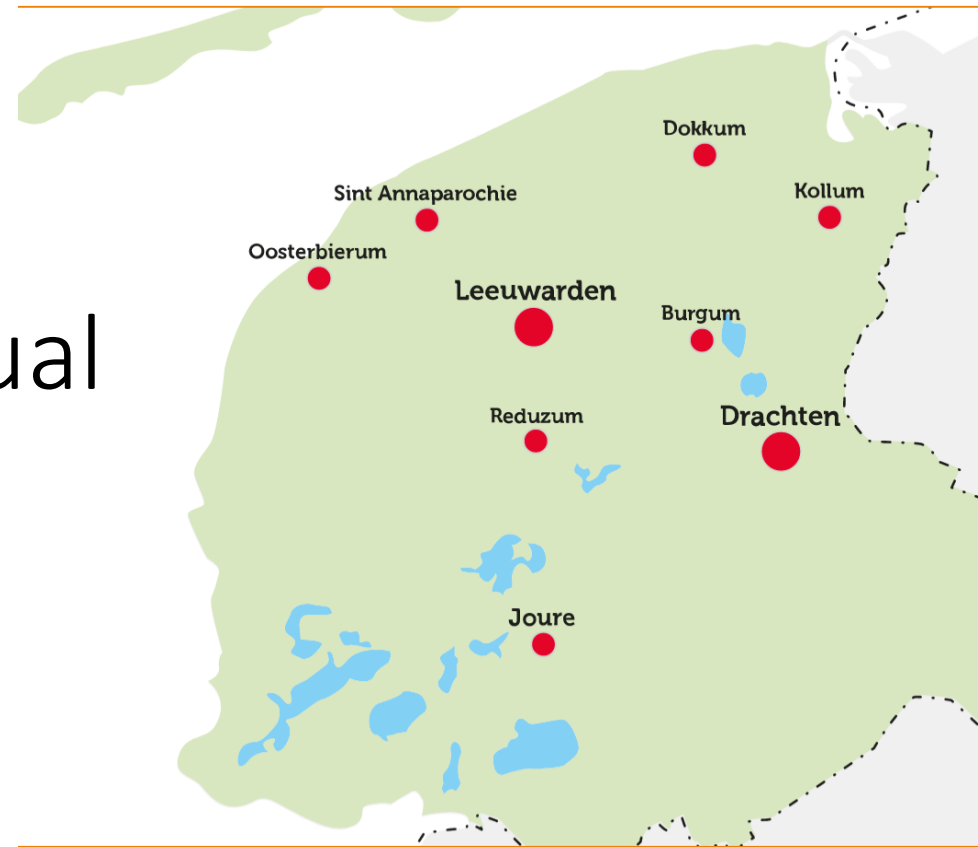 Dokkum
Kollum
Sint Annaparochie
Oosterbierum
Leeuwarden
Burgum
ual
Drachten
Reduzum
Joure